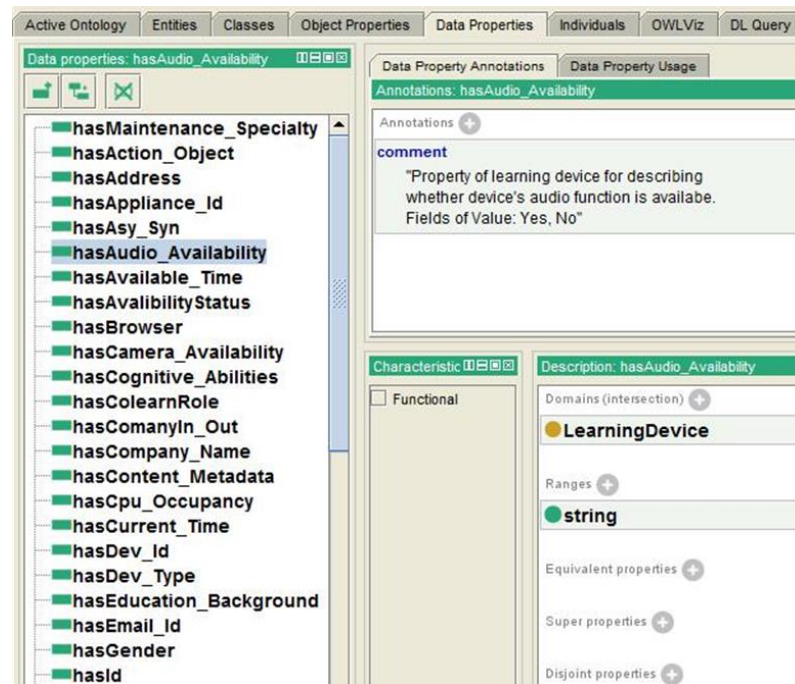 Active Ontology Entities Classes Object Properties Data Properties Individuals OWLViz DL Query
Data properties: hasAudio_Availability
hasMaintenance_Specialty
hasAction_Object
hasAddress
hasAppliance_Id
hasAsy_Syn
hasAudio_Availability
hasAvailable_Time
hasAvalibilityStatus
hasBrowser
hasCamera_Availability
hasCognitive_Abilities
hasColearnRole
hasComanyIn_Out
hasCompany_Name
hasContent_Metadata
hasCpu_Occupancy
hasCurrent_Time
hasDev_Id
hasDev_Type
hasEducation_Background
hasEmail_Id
hasGender
hasId
Data Property Annotations Data Property Usage
Annotations: hasAudio_Availability
Annotations
comment
"Property of learning device for describing
whether device's audio function is availabe.
Fields of Value: Yes, No"
Characteristic
Functional
Description: hasAudio_Availability
Domains (intersection)
LearningDevice
Ranges
string
Equivalent properties
Super properties
Disjoint properties